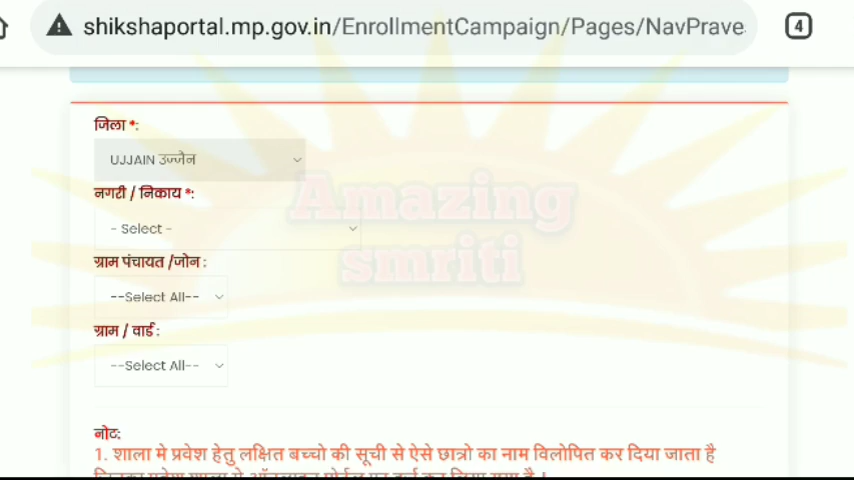 shikshaportal.mp.gov.in/EnrollmentCampaign/Pages/NavPrave
4
जिला *:
UJJAIN उज्जेन
नगरी / निकाय *:
- Select -
ग्राम पंचायत /जोन :
--Select All--
ग्राम / वार्ड :
--Select All--
Amazing
smriti
नोट:
1. शाला मे प्रवेश हेतु लक्षित बच्चो की सूची से ऐसे छात्रो का नाम विलोपित कर दिया जाता है